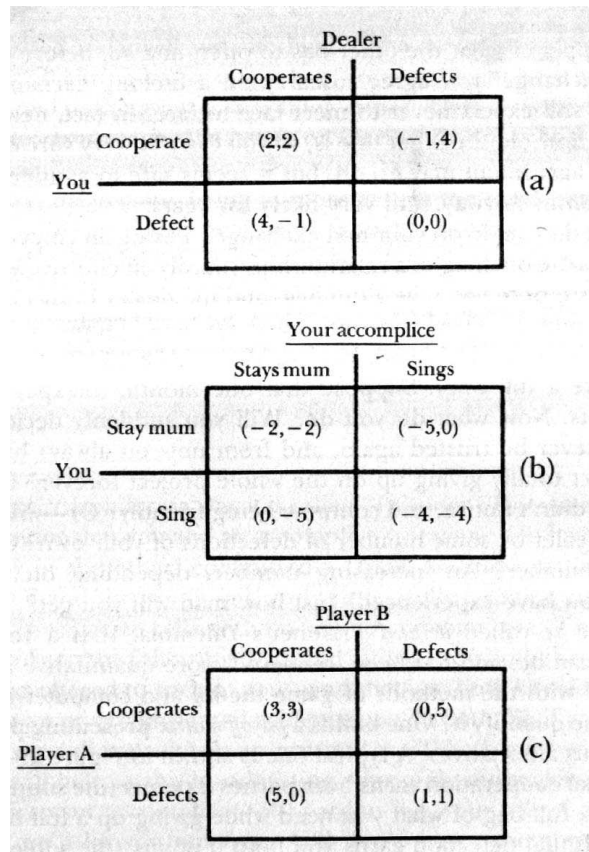 Dealer
Cooperates Defects
Cooperate (2,2) (−1,4)
You (a)
Defect (4,−1) (0,0)
Your accomplice
Stays mum Sings
Stay mum (−2,−2) (−5,0)
You (b)
Sing (0,−5) (−4,−4)
Player B
Cooperates Defects
Cooperates (3,3) (0,5)
Player A (c)
Defects (5,0) (1,1)